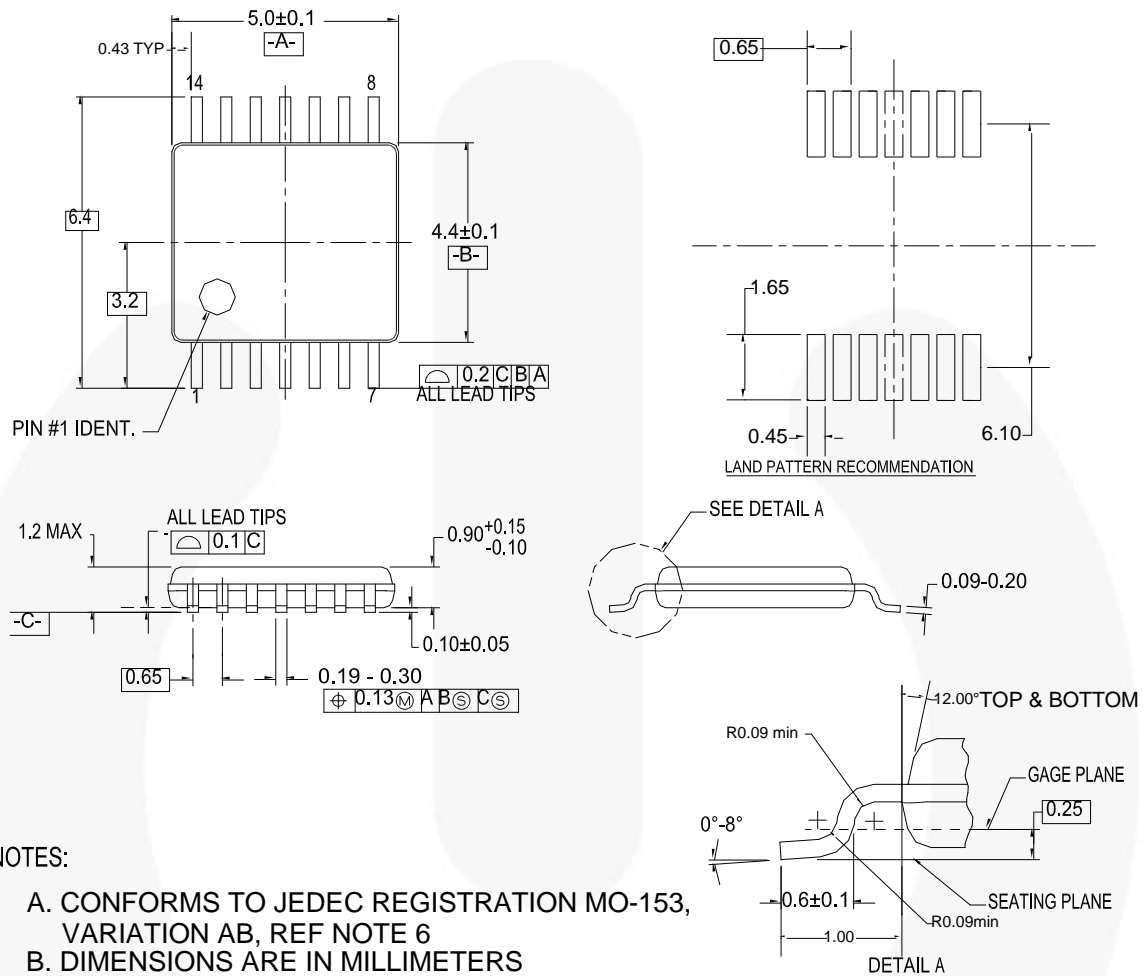 5.0±0.1
-A-
0.43 TYP
14
8
6.4
3.2
4.4±0.1
-B-
0.2 C B A
ALL LEAD TIPS
1
7
PIN #1 IDENT.
0.65
1.65
0.45
6.10
LAND PATTERN RECOMMENDATION
ALL LEAD TIPS
0.1 C
1.2 MAX
0.90 +0.15
-0.10
-C-
0.10±0.05
0.65
0.19 - 0.30
⌖ 0.13 Ⓜ A B Ⓢ C Ⓢ
SEE DETAIL A
0.09-0.20
12.00° TOP & BOTTOM
R0.09 min
GAGE PLANE
0.25
0°-8°
SEATING PLANE
0.6±0.1
R0.09min
1.00
DETAIL A
NOTES:
A. CONFORMS TO JEDEC REGISTRATION MO-153,
VARIATION AB, REF NOTE 6
B. DIMENSIONS ARE IN MILLIMETERS